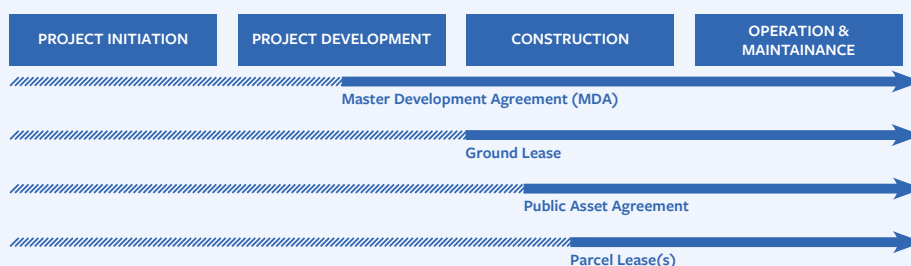 PROJECT INITIATION
PROJECT DEVELOPMENT
CONSTRUCTION
OPERATION &
MAINTAINANCE
Master Development Agreement (MDA)
Ground Lease
Public Asset Agreement
Parcel Lease(s)